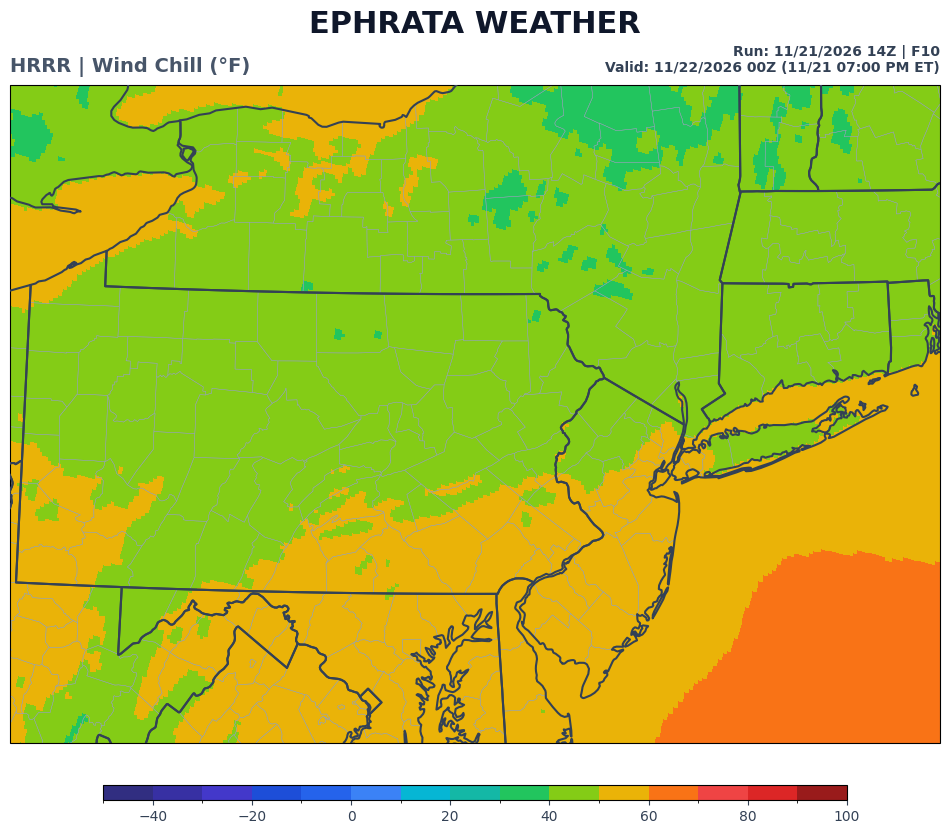 EPHRATA WEATHER
HRRR | Wind Chill (°F)
Run: 11/21/2026 14Z | F10
Valid: 11/22/2026 00Z (11/21 07:00 PM ET)
−40 −20 0 20 40 60 80 100